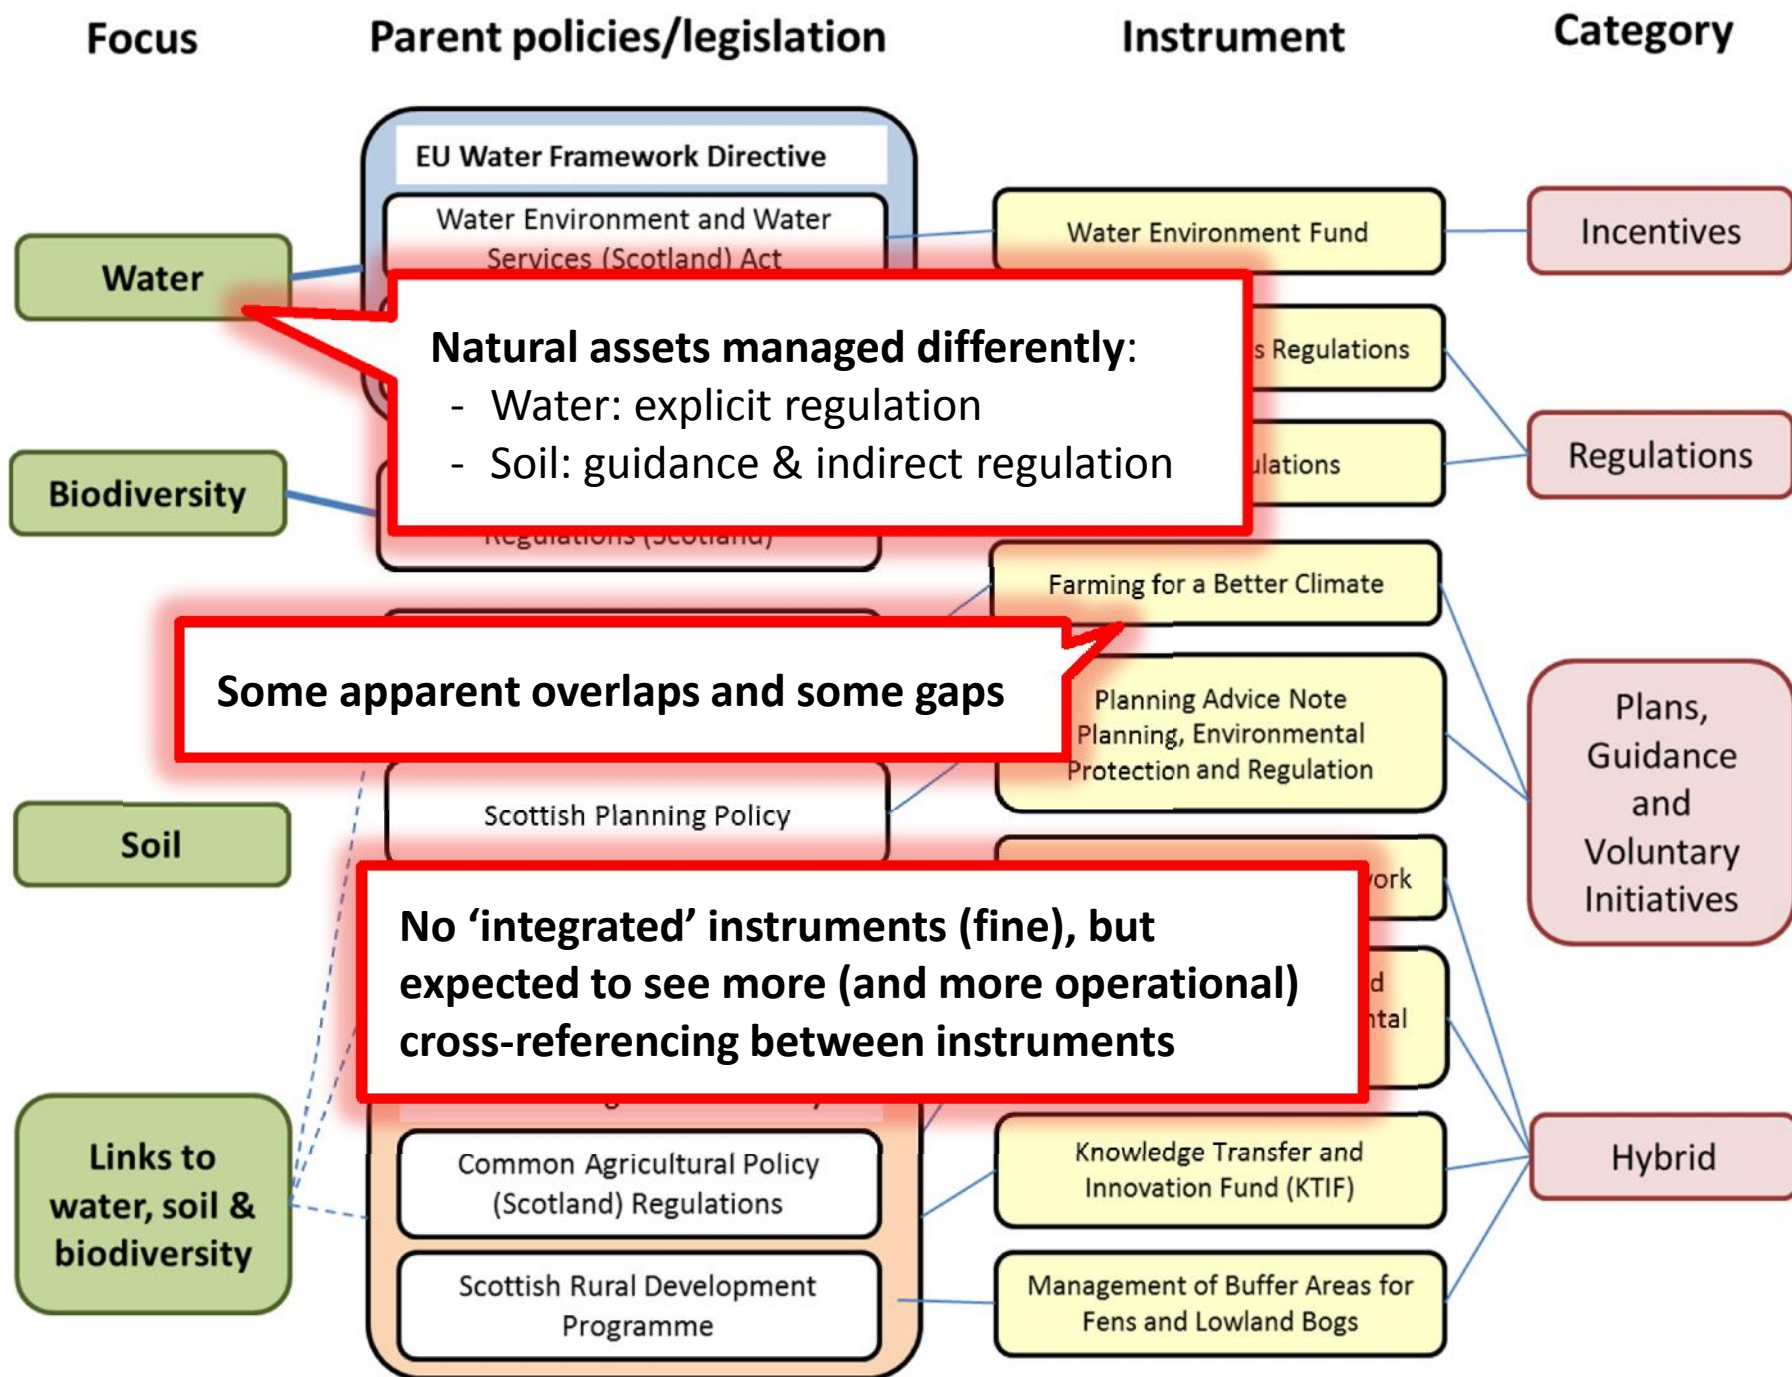 Focus
Parent policies/legislation
Instrument
Category
EU Water Framework Directive
Water Environment and Water
Services (Scotland) Act
Water Environment Fund
Incentives
Water
Natural assets managed differently:
- Water: explicit regulation
- Soil: guidance & indirect regulation
s Regulations
Regulations
Biodiversity
Regulations (Scotland)
Farming for a Better Climate
Some apparent overlaps and some gaps
Planning Advice Note
Planning, Environmental
Protection and Regulation
Plans,
Guidance
and
Voluntary
Initiatives
Soil
Scottish Planning Policy
No ‘integrated’ instruments (fine), but
expected to see more (and more operational)
cross-referencing between instruments
Links to
water, soil &
biodiversity
Common Agricultural Policy
(Scotland) Regulations
Knowledge Transfer and
Innovation Fund (KTIF)
Hybrid
Scottish Rural Development
Programme
Management of Buffer Areas for
Fens and Lowland Bogs